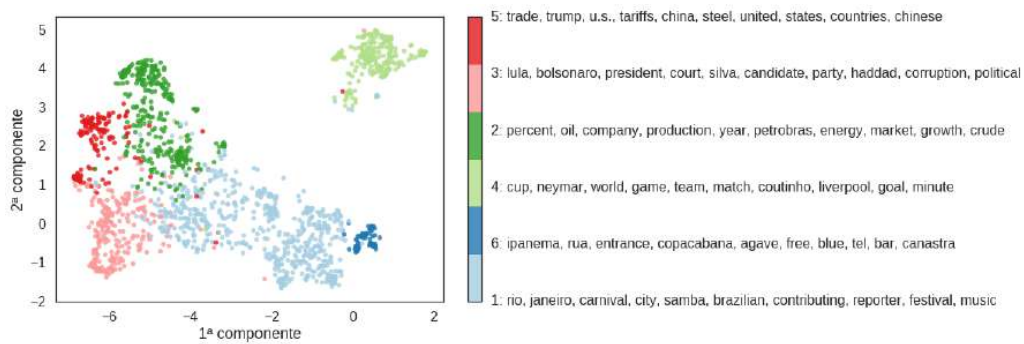 5
4
3
2
1
0
−1
−2
2ª componente
−6
−4
−2
0
2
1ª componente
5: trade, trump, u.s., tariffs, china, steel, united, states, countries, chinese
3: lula, bolsonaro, president, court, silva, candidate, party, haddad, corruption, political
2: percent, oil, company, production, year, petrobras, energy, market, growth, crude
4: cup, neymar, world, game, team, match, coutinho, liverpool, goal, minute
6: ipanema, rua, entrance, copacabana, agave, free, blue, tel, bar, canastra
1: rio, janeiro, carnival, city, samba, brazilian, contributing, reporter, festival, music